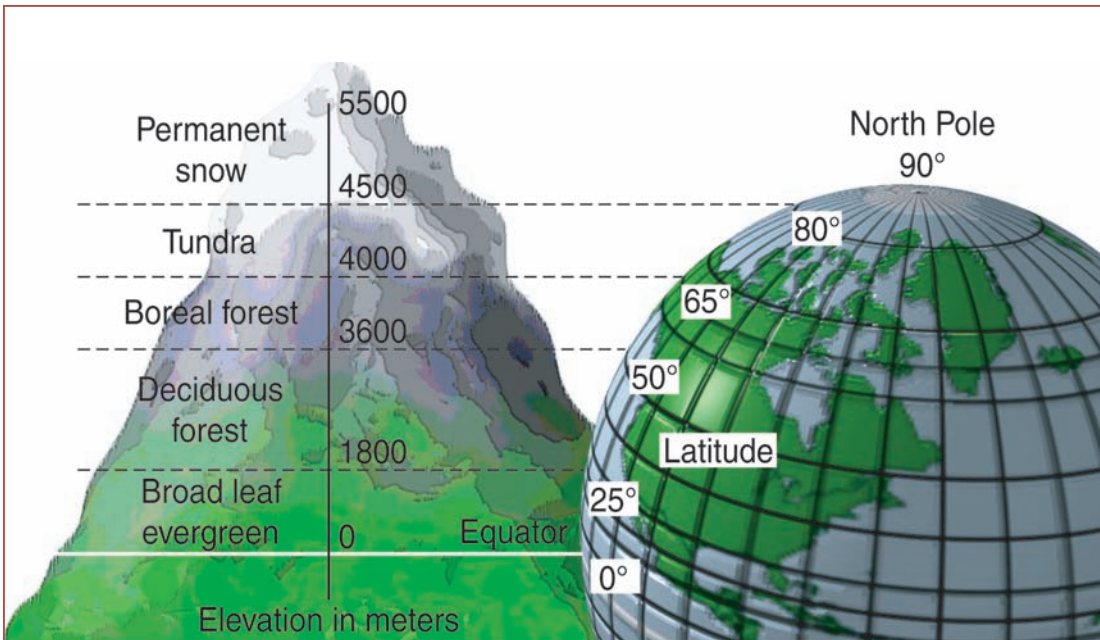 5500
Permanent
snow
4500
Tundra
4000
Boreal forest
3600
Deciduous
forest
1800
Broad leaf
evergreen
0
Equator
Elevation in meters
North Pole
90°
80°
65°
50°
Latitude
25°
0°